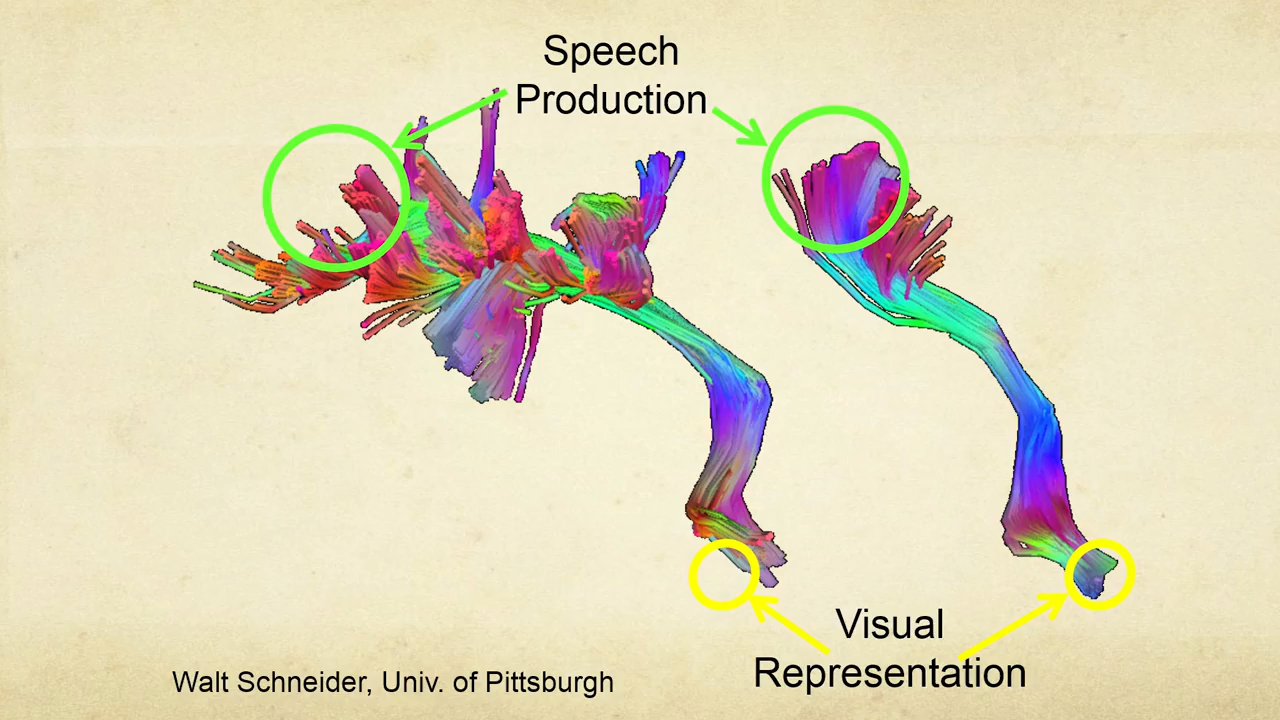 Speech
Production
Visual
Representation
Walt Schneider, Univ. of Pittsburgh